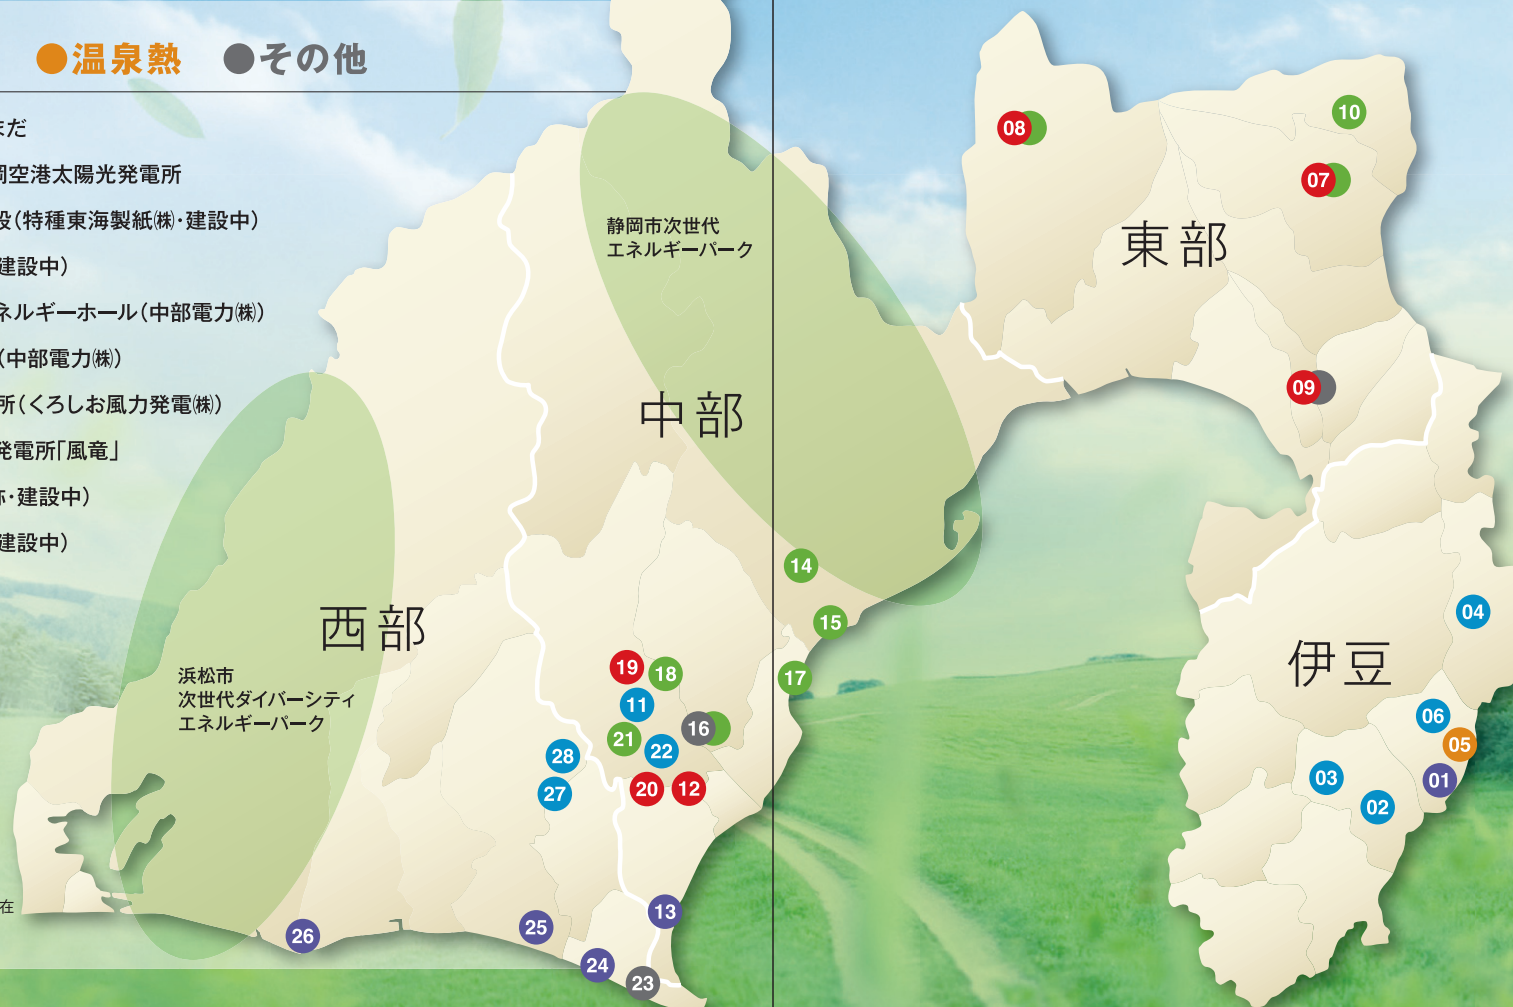 ●温泉熱 ●その他
まだ
岡空港太陽光発電所
設（特種東海製紙㈱・建設中）
建設中）
ネルギーホール（中部電力㈱）
（中部電力㈱）
所（くろしお風力発電㈱）
発電所「風竜」
弥・建設中）
建設中）
在
静岡市次世代
エネルギーパーク
中部
西部
浜松市
次世代ダイバーシティ
エネルギーパーク
東部
伊豆
08
10
07
09
14
15
17
19
18
11
16
21
22
28
27
20
12
13
25
26
24
23
04
06
05
01
03
02